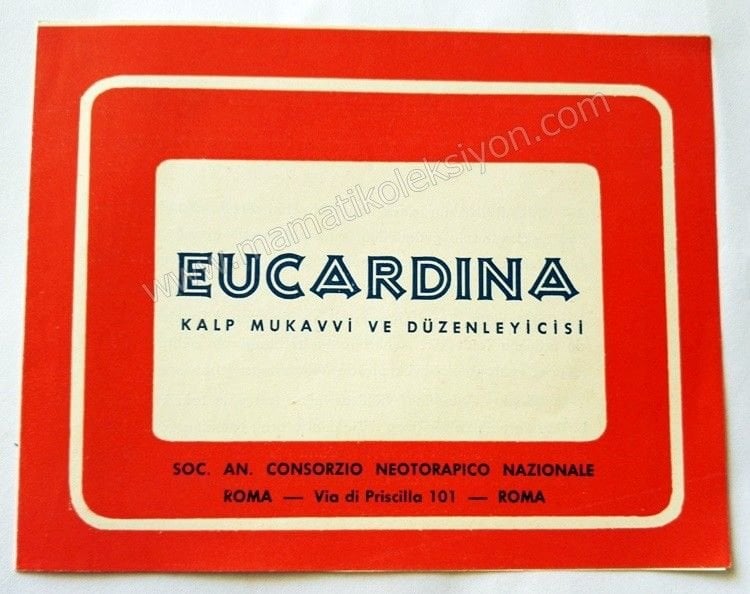 www.mamatikoleksiyon.com
EUCARDINA
KALP MUKAVVİ VE DÜZENLEYİCİSİ
SOC. AN. CONSORZIO NEOTORAPICO NAZIONALE
ROMA — Via di Priscilla 101 — ROMA